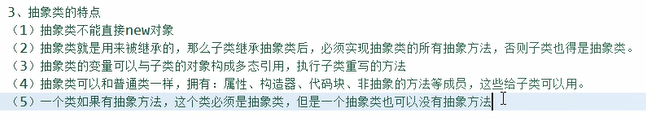 3、抽象类的特点
（1）抽象类不能直接new对象
（2）抽象类就是用来被继承的，那么子类继承抽象类后，必须实现抽象类的所有抽象方法，否则子类也得是抽象类。
（3）抽象类的变量可以与子类的对象构成多态引用，执行子类重写的方法
（4）抽象类可以和普通类一样，拥有：属性、构造器、代码块、非抽象的方法等成员，这些给子类可以用。
（5）一个类如果有抽象方法，这个类必须是抽象类，但是一个抽象类也可以没有抽象方法